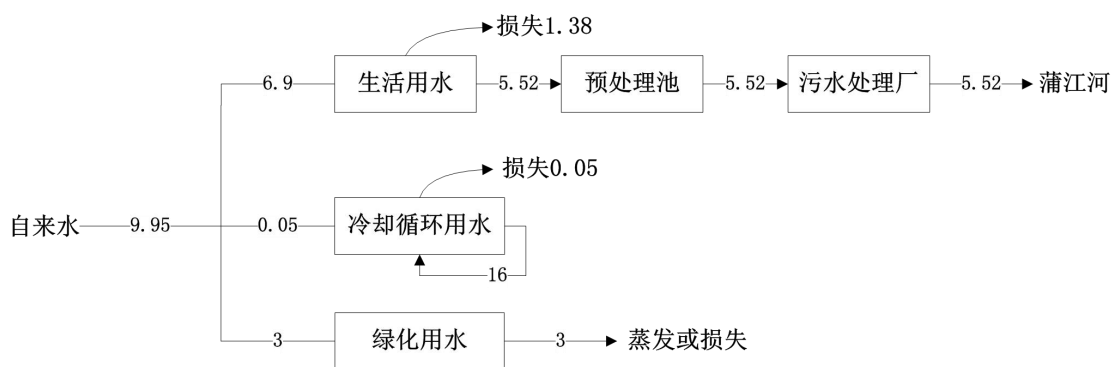 损失1.38
6.9
生活用水
5.52
预处理池
5.52
污水处理厂
5.52
蒲江河
损失0.05
自来水
9.95
0.05
冷却循环用水
16
3
绿化用水
3
蒸发或损失